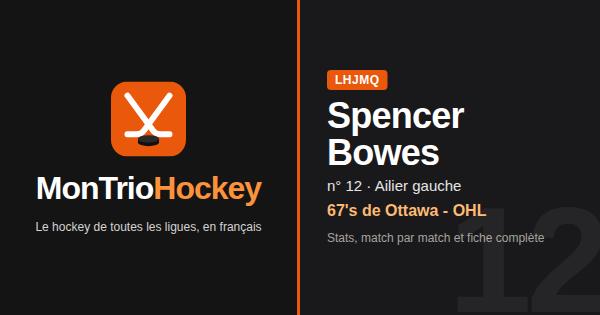 MonTrioHockey
Le hockey de toutes les ligues, en français
LHJMQ
Spencer
Bowes
n° 12 · Ailier gauche
67's de Ottawa - OHL
Stats, match par match et fiche complète
12